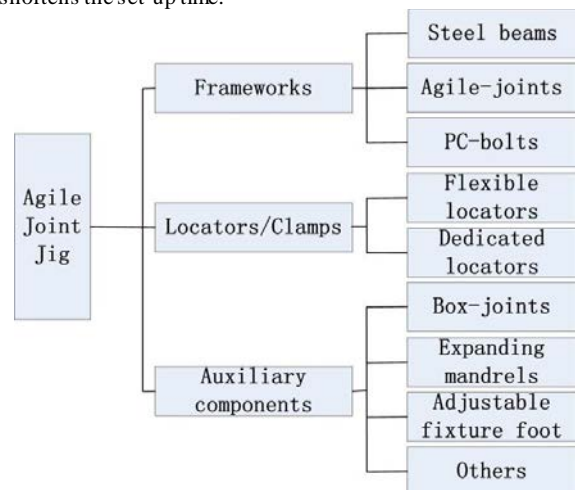 shortens the set-up time.
Steel beams
Frameworks
Agile-joints
PC-bolts
Agile
Joint
Jig
Flexible
locators
Locators/Clamps
Dedicated
locators
Box-joints
Expanding
mandrels
Auxiliary
components
Adjustable
fixture foot
Others